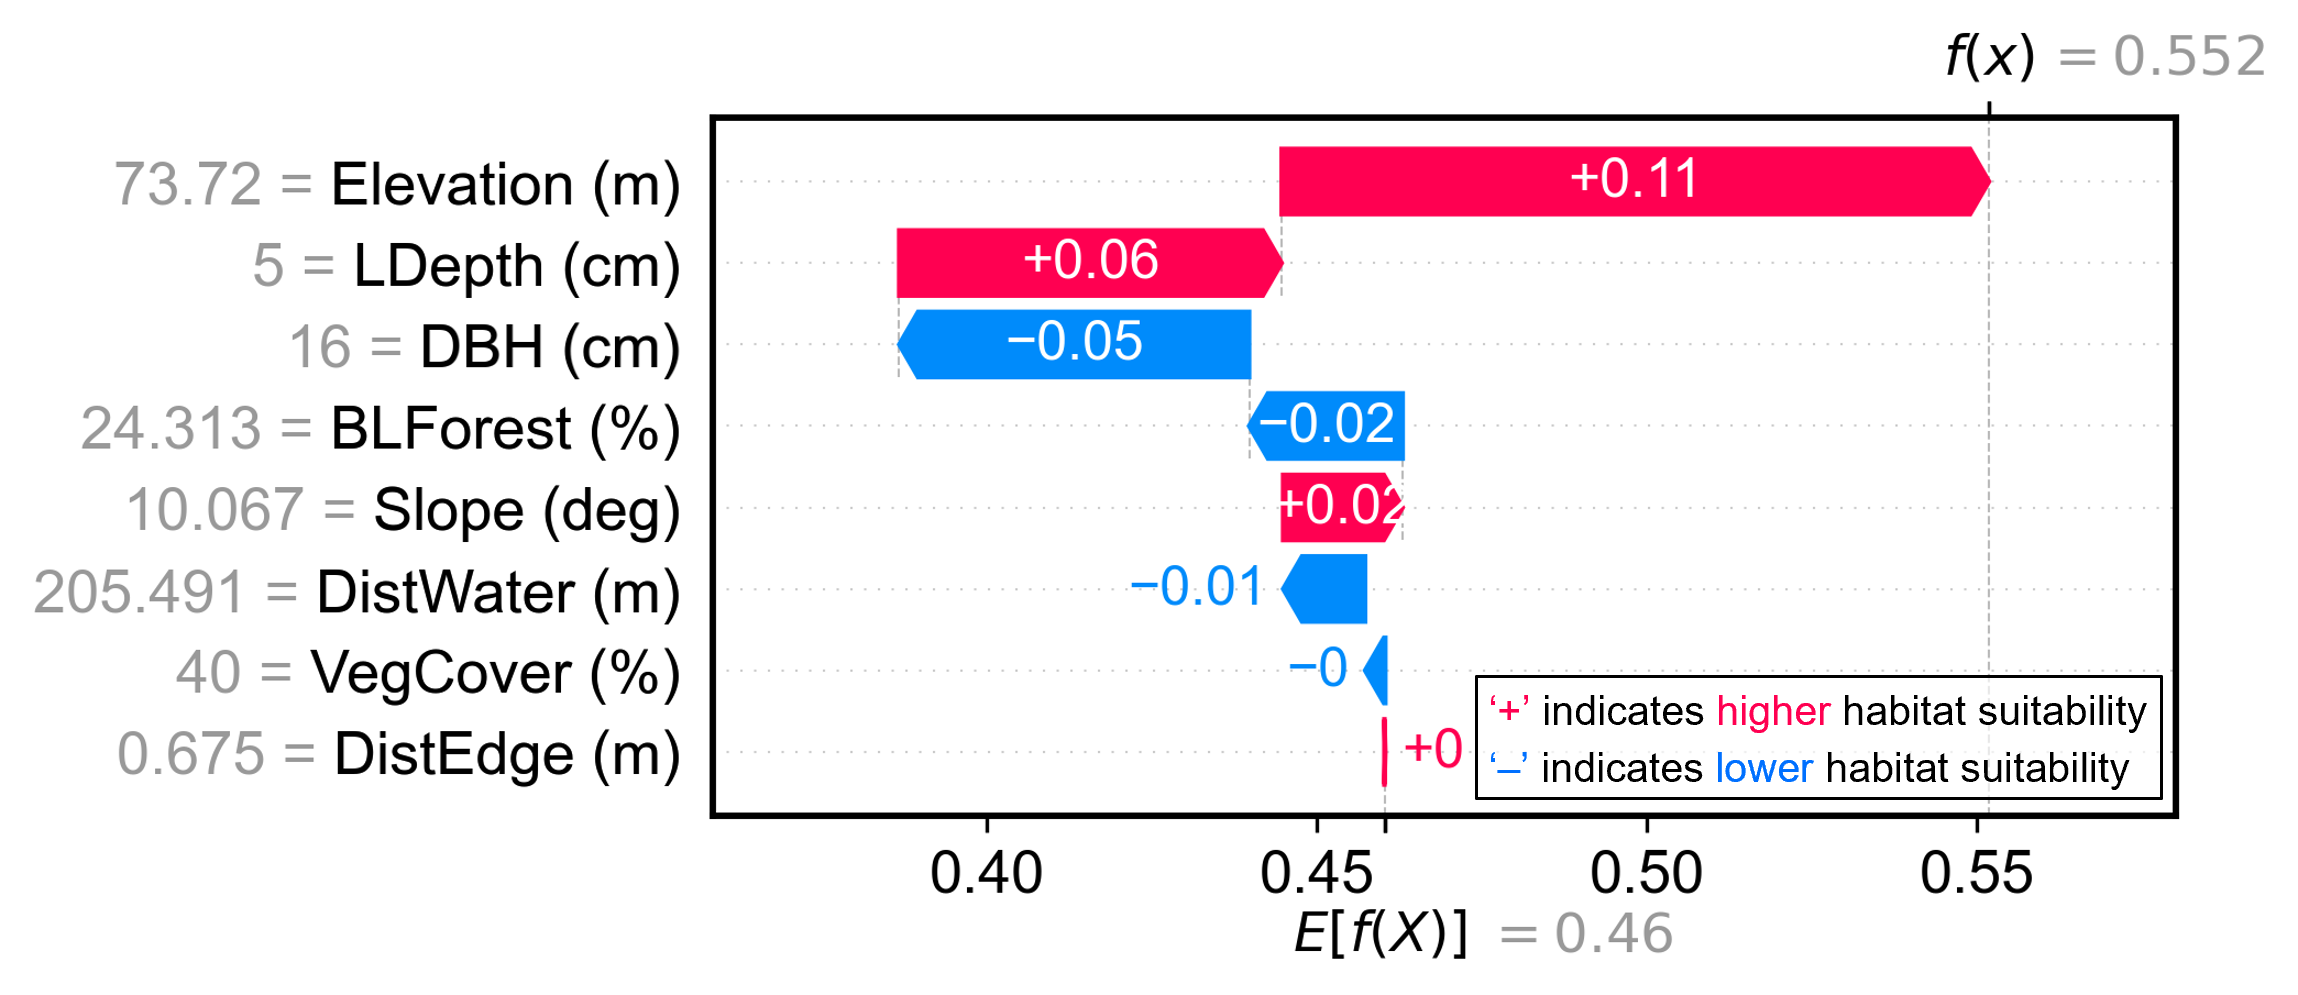 f(x) = 0.552
73.72 = Elevation (m)
+0.11
5 = LDepth (cm)
+0.06
16 = DBH (cm)
−0.05
24.313 = BLForest (%)
−0.02
10.067 = Slope (deg)
+0.02
205.491 = DistWater (m)
−0.01
40 = VegCover (%)
−0
0.675 = DistEdge (m)
+0
‘+’ indicates higher habitat suitability
‘–’ indicates lower habitat suitability
0.40 0.45 0.50 0.55
E[f(X)] = 0.46